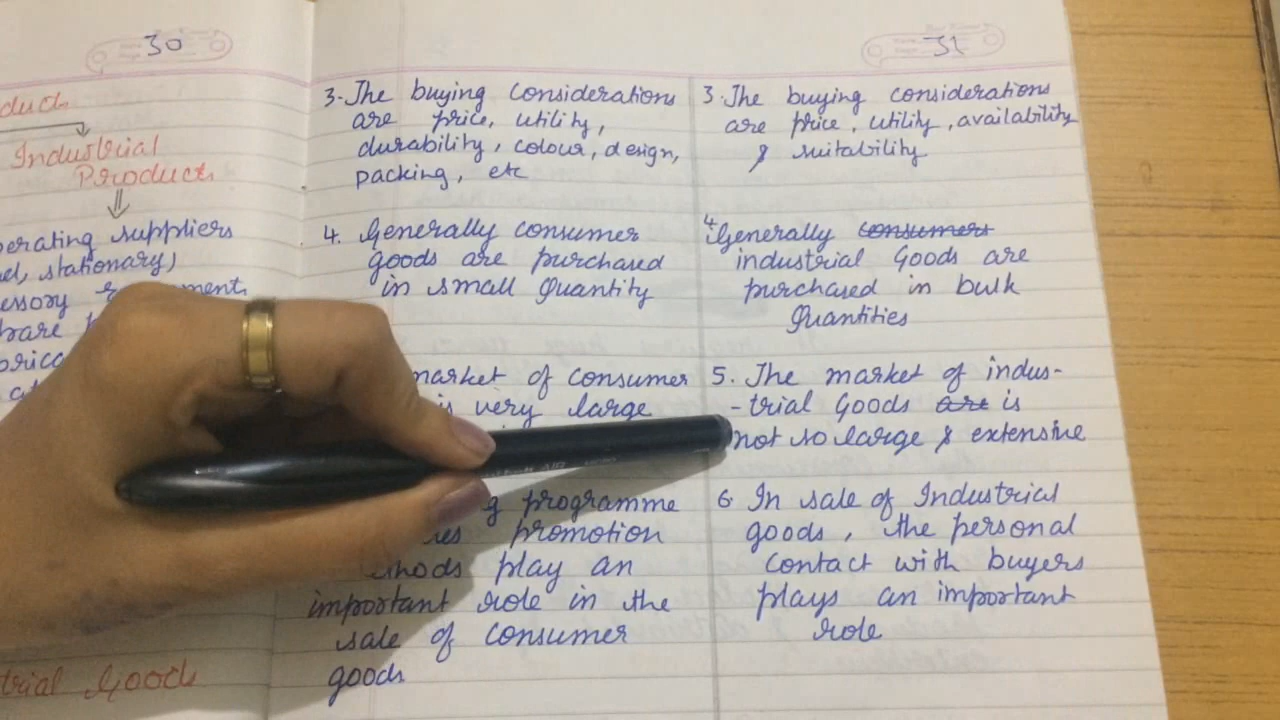 30
Industrial
Product
suppliers
stationary,
3. The buying considerations
are price, utility,
durability, colour, design,
packing, etc
4. Generally consumer
goods are purchased
in small Quantity
market of consumer
is very large
programme
promotion
play an
important role in the
sale of consumer
goods
Goods
31
3. The buying considerations
are price, utility, availability
& suitability
4. Generally consumers
industrial Goods are
purchased in bulk
Quantities
5. The market of indus-
-trial Goods are is
not so large & extensive
6. In sale of Industrial
goods, the personal
contact with buyers
plays an important
role